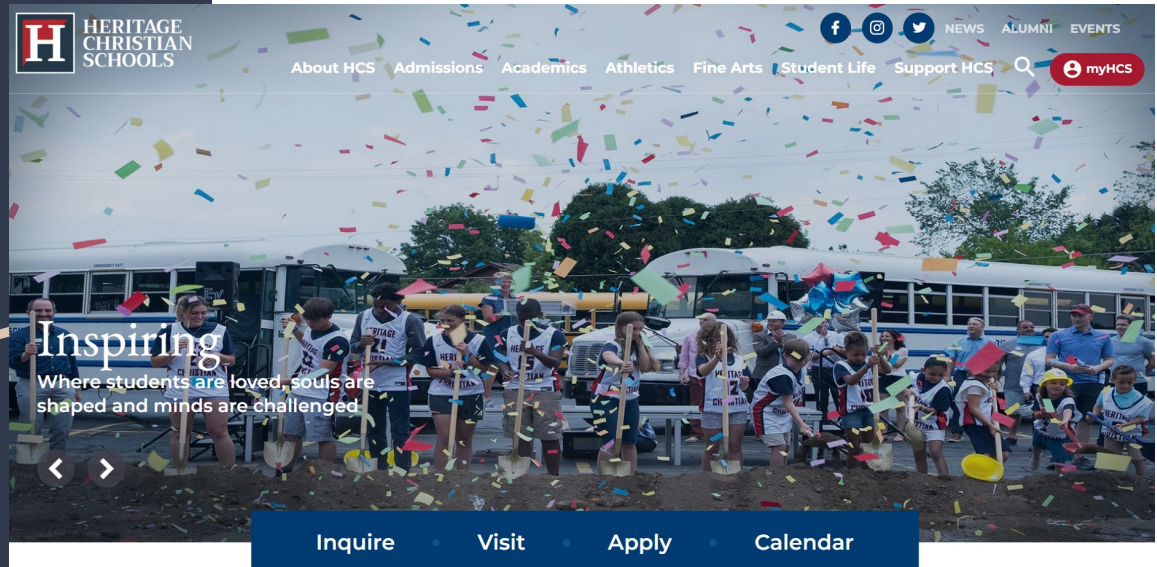 HERITAGE
CHRISTIAN
SCHOOLS
NEWS ALUMNI EVENTS
About HCS Admissions Academics Athletics Fine Arts Student Life Support HCS myHCS
Inspiring
Where students are loved, souls are
shaped and minds are challenged
Inquire Visit Apply Calendar